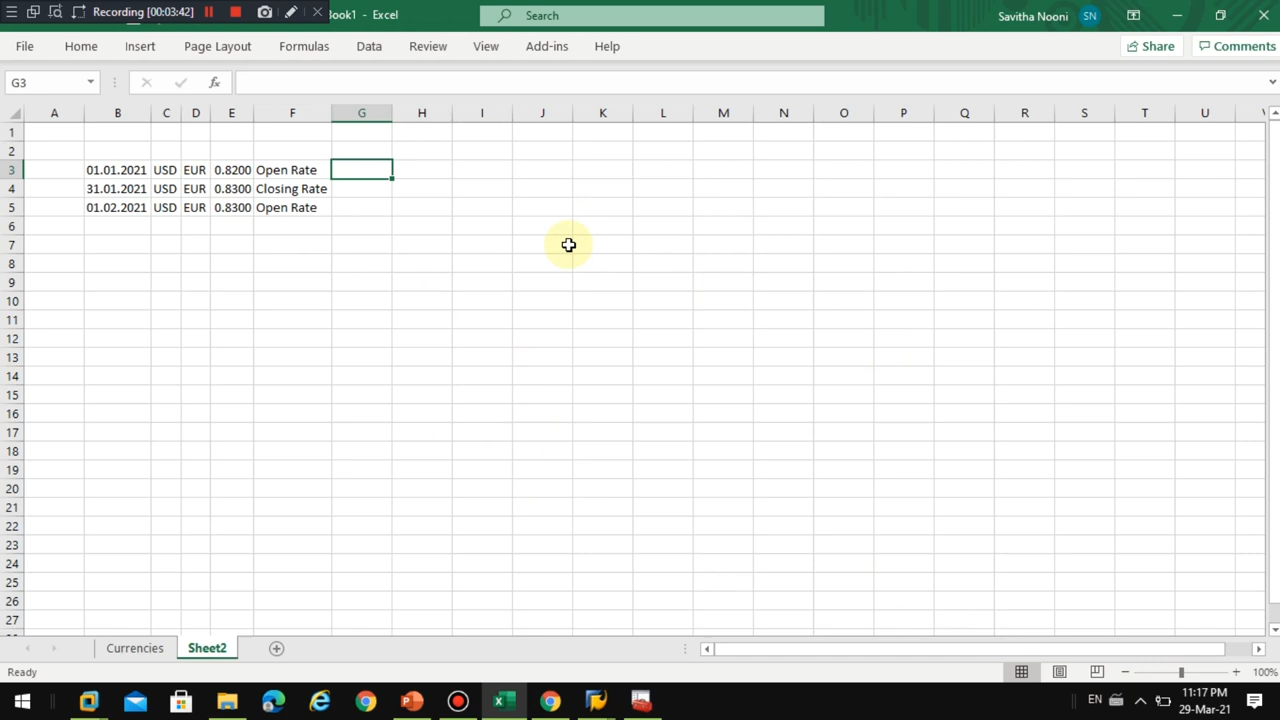 Recording [00:03:42]
Book1 - Excel
Search
Savitha Nooni
SN
File Home Insert Page Layout Formulas Data Review View Add-ins Help
Share
Comments
G3
fx
A B C D E F G H I J K L M N O P Q R S T U
1
2
3 01.01.2021 USD EUR 0.8200 Open Rate
4 31.01.2021 USD EUR 0.8300 Closing Rate
5 01.02.2021 USD EUR 0.8300 Open Rate
6
7
8
9
10
11
12
13
14
15
16
17
18
19
20
21
22
23
24
25
26
27
Currencies Sheet2
Ready
100%
EN
11:17 PM
29-Mar-21